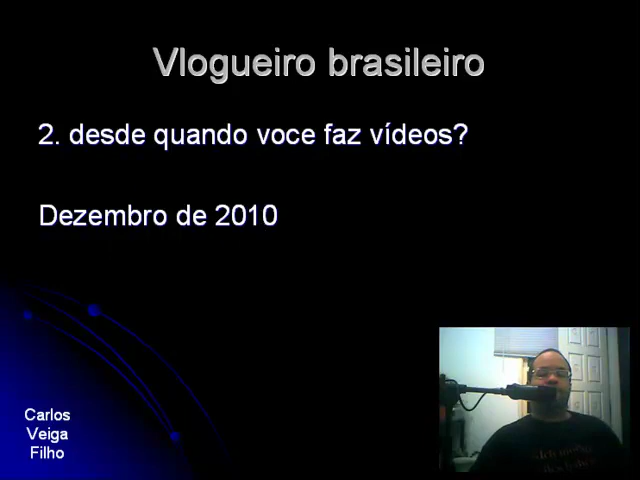 Vlogueiro brasileiro
2. desde quando voce faz vídeos?
Dezembro de 2010
Carlos
Veiga
Filho